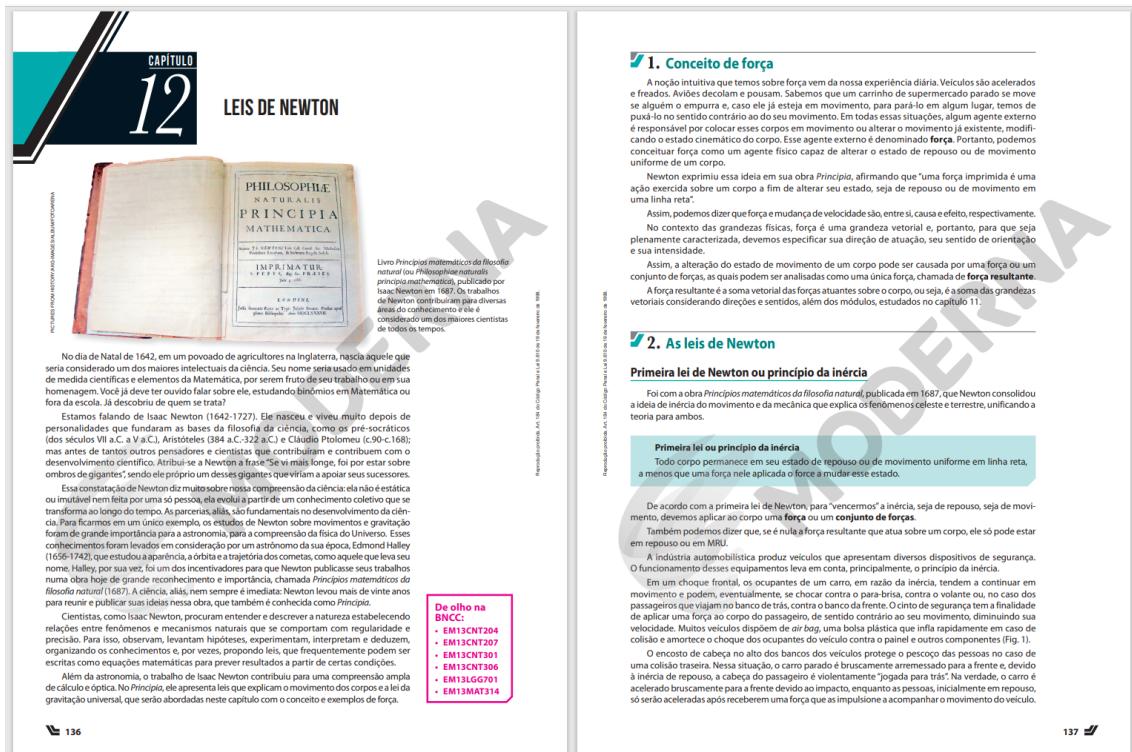 CAPÍTULO
12
LEIS DE NEWTON
PICTURES FROM HISTORY/AKG-IMAGES/ALBUM/FOTOARENA
PHILOSOPHIÆ
NATURALIS
PRINCIPIA
MATHEMATICA.
IMPRIMATUR
LONDINI,
Livro Princípios matemáticos da filosofia
natural (ou Philosophiae naturalis
principia mathematica), publicado por
Isaac Newton em 1687. Os trabalhos
de Newton contribuíram para diversas
áreas do conhecimento e ele é
considerado um dos maiores cientistas
de todos os tempos.
Reprodução proibida. Art. 184 do Código Penal e Lei 9.610 de 19 de fevereiro de 1998.
No dia de Natal de 1642, em um povoado de agricultores na Inglaterra, nascia aquele que
seria considerado um dos maiores intelectuais da ciência. Seu nome seria usado em unidades
de medida científicas e elementos da Matemática, por serem fruto de seu trabalho ou em sua
homenagem. Você já deve ter ouvido falar sobre ele, estudando binômios em Matemática ou
fora da escola. Já descobriu de quem se trata?
Estamos falando de Isaac Newton (1642-1727). Ele nasceu e viveu muito depois de
personalidades que fundaram as bases da filosofia da ciência, como os pré-socráticos
(dos séculos VII a.C. a V a.C.), Aristóteles (384 a.C.-322 a.C.) e Cláudio Ptolomeu (c.90-c.168);
mas antes de tantos outros pensadores e cientistas que contribuíram e contribuem com o
desenvolvimento científico. Atribui-se a Newton a frase “Se vi mais longe, foi por estar sobre
ombros de gigantes”, sendo ele próprio um desses gigantes que viriam a apoiar seus sucessores.
Essa constatação de Newton diz muito sobre nossa compreensão da ciência: ela não é estática
ou imutável nem feita por uma só pessoa, ela evolui a partir de um conhecimento coletivo que se
transforma ao longo do tempo. As parcerias, aliás, são fundamentais no desenvolvimento da ciên-
cia. Para ficarmos em um único exemplo, os estudos de Newton sobre movimentos e gravitação
foram de grande importância para a astronomia, para a compreensão da física do Universo. Esses
conhecimentos foram levados em consideração por um astrônomo da sua época, Edmond Halley
(1656-1742), que estudou a aparência, a órbita e a trajetória dos cometas, como aquele que leva seu
nome. Halley, por sua vez, foi um dos incentivadores para que Newton publicasse seus trabalhos
numa obra hoje de grande reconhecimento e importância, chamada Princípios matemáticos da
filosofia natural (1687). A ciência, aliás, nem sempre é imediata: Newton levou mais de vinte anos
para reunir e publicar suas ideias nessa obra, que também é conhecida como Principia.
Cientistas, como Isaac Newton, procuram entender e descrever a natureza estabelecendo
relações entre fenômenos e mecanismos naturais que se comportam com regularidade e
precisão. Para isso, observam, levantam hipóteses, experimentam, interpretam e deduzem,
organizando os conhecimentos e, por vezes, propondo leis, que frequentemente podem ser
escritas como equações matemáticas para prever resultados a partir de certas condições.
Além da astronomia, o trabalho de Isaac Newton contribuiu para uma compreensão ampla
de cálculo e óptica. No Principia, ele apresenta leis que explicam o movimento dos corpos e a lei da
gravitação universal, que serão abordadas neste capítulo com o conceito e exemplos de força.
De olho na
BNCC:
• EM13CNT204
• EM13CNT207
• EM13CNT301
• EM13CNT306
• EM13LGG701
• EM13MAT314
136
MODERNA
1. Conceito de força
A noção intuitiva que temos sobre força vem da nossa experiência diária. Veículos são acelerados
e freados. Aviões decolam e pousam. Sabemos que um carrinho de supermercado parado se move
se alguém o empurra e, caso ele já esteja em movimento, para pará-lo em algum lugar, temos de
puxá-lo no sentido contrário ao do seu movimento. Em todas essas situações, algum agente externo
é responsável por colocar esses corpos em movimento ou alterar o movimento já existente, modifi-
cando o estado cinemático do corpo. Esse agente externo é denominado força. Portanto, podemos
conceituar força como um agente físico capaz de alterar o estado de repouso ou de movimento
uniforme de um corpo.
Newton exprimiu essa ideia em sua obra Principia, afirmando que “uma força imprimida é uma
ação exercida sobre um corpo a fim de alterar seu estado, seja de repouso ou de movimento em
uma linha reta”.
Assim, podemos dizer que força e mudança de velocidade são, entre si, causa e efeito, respectivamente.
No contexto das grandezas físicas, força é uma grandeza vetorial e, portanto, para que seja
plenamente caracterizada, devemos especificar sua direção de atuação, seu sentido de orientação
e sua intensidade.
Assim, a alteração do estado de movimento de um corpo pode ser causada por uma força ou um
conjunto de forças, as quais podem ser analisadas como uma única força, chamada de força resultante.
A força resultante é a soma vetorial das forças atuantes sobre o corpo, ou seja, é a soma das grandezas
vetoriais considerando direções e sentidos, além dos módulos, estudados no capítulo 11.
Reprodução proibida. Art. 184 do Código Penal e Lei 9.610 de 19 de fevereiro de 1998.
2. As leis de Newton
Primeira lei de Newton ou princípio da inércia
Foi com a obra Princípios matemáticos da filosofia natural, publicada em 1687, que Newton consolidou
a ideia de inércia do movimento e da mecânica que explica os fenômenos celeste e terrestre, unificando a
teoria para ambos.
Primeira lei ou princípio da inércia
Todo corpo permanece em seu estado de repouso ou de movimento uniforme em linha reta,
a menos que uma força nele aplicada o force a mudar esse estado.
De acordo com a primeira lei de Newton, para “vencermos” a inércia, seja de repouso, seja de movi-
mento, devemos aplicar ao corpo uma força ou um conjunto de forças.
Também podemos dizer que, se é nula a força resultante que atua sobre um corpo, ele só pode estar
em repouso ou em MRU.
A indústria automobilística produz veículos que apresentam diversos dispositivos de segurança.
O funcionamento desses equipamentos leva em conta, principalmente, o princípio da inércia.
Em um choque frontal, os ocupantes de um carro, em razão da inércia, tendem a continuar em
movimento e podem, eventualmente, se chocar contra o para-brisa, contra o volante ou, no caso dos
passageiros que viajam no banco de trás, contra o banco da frente. O cinto de segurança tem a finalidade
de aplicar uma força ao corpo do passageiro, de sentido contrário ao seu movimento, diminuindo sua
velocidade. Muitos veículos dispõem de air bag, uma bolsa plástica que infla rapidamente em caso de
colisão e amortece o choque dos ocupantes do veículo contra o painel e outros componentes (Fig. 1).
O encosto de cabeça no alto dos bancos dos veículos protege o pescoço das pessoas no caso de
uma colisão traseira. Nessa situação, o carro parado é bruscamente arremessado para a frente e, devido
à inércia de repouso, a cabeça do passageiro é violentamente “jogada para trás”. Na verdade, o carro é
acelerado bruscamente para a frente devido ao impacto, enquanto as pessoas, inicialmente em repouso,
só serão aceleradas após receberem uma força que as impulsione a acompanhar o movimento do veículo.
137
MODERNA